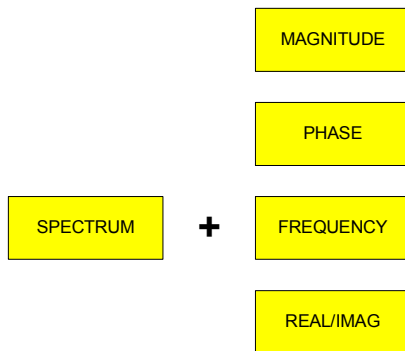 MAGNITUDE
PHASE
SPECTRUM + FREQUENCY
REAL/IMAG